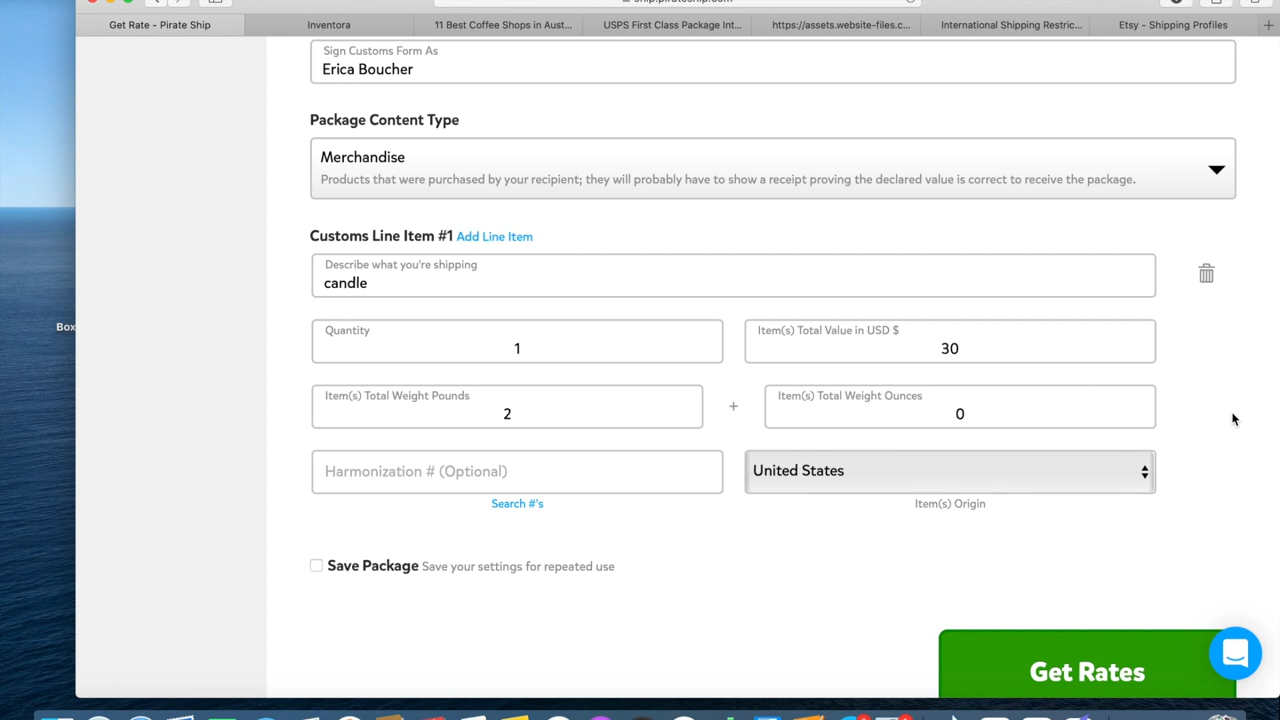 ship.pirateship.com
Get Rate - Pirate Ship
Inventora
11 Best Coffee Shops in Aust...
USPS First Class Package Int...
https://assets.website-files.c...
International Shipping Restric...
Etsy - Shipping Profiles
Sign Customs Form As
Erica Boucher
Package Content Type
Merchandise
Products that were purchased by your recipient; they will probably have to show a receipt proving the declared value is correct to receive the package.
Customs Line Item #1 Add Line Item
Describe what you're shipping
candle
Quantity
1
Item(s) Total Value in USD $
30
Box
Item(s) Total Weight Pounds
2
+
Item(s) Total Weight Ounces
0
Harmonization # (Optional)
United States
Search #'s
Item(s) Origin
Save Package Save your settings for repeated use
Get Rates